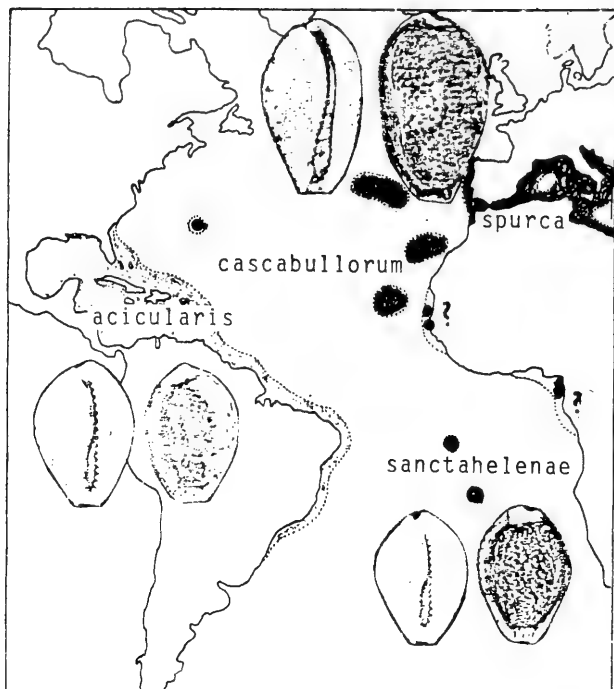 spurca
cascabullorum
acicularis
?
?
sanctahelenae